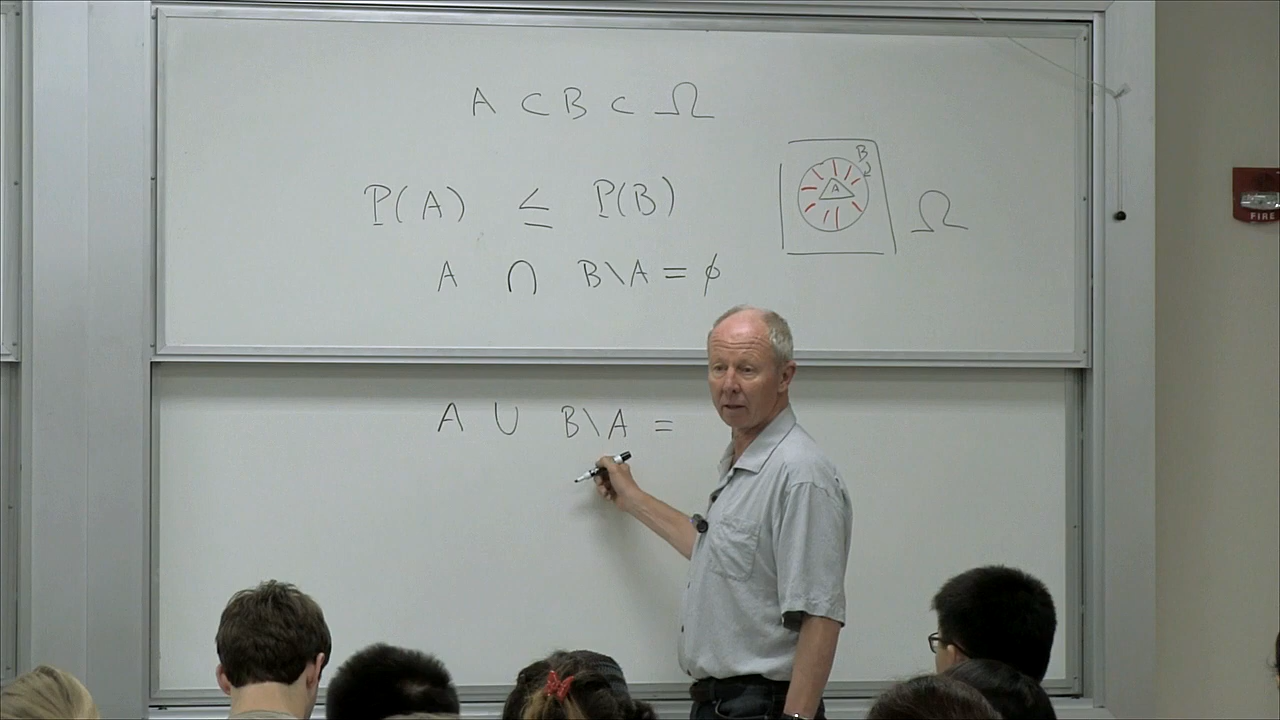 A ⊂ B ⊂ Ω
P(A) ≤ P(B)
B
A
Ω
A ∩ B\A = ϕ
A ∪ B\A =
FIRE